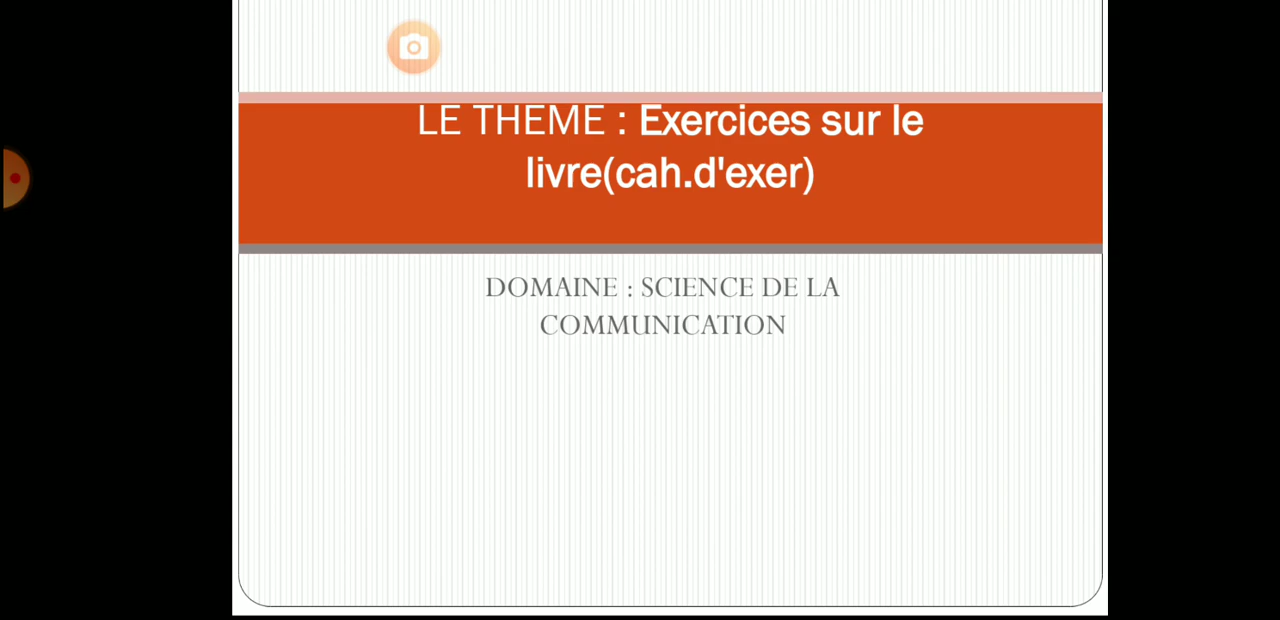 LE THEME : Exercices sur le
livre(cah.d'exer)
DOMAINE : SCIENCE DE LA
COMMUNICATION